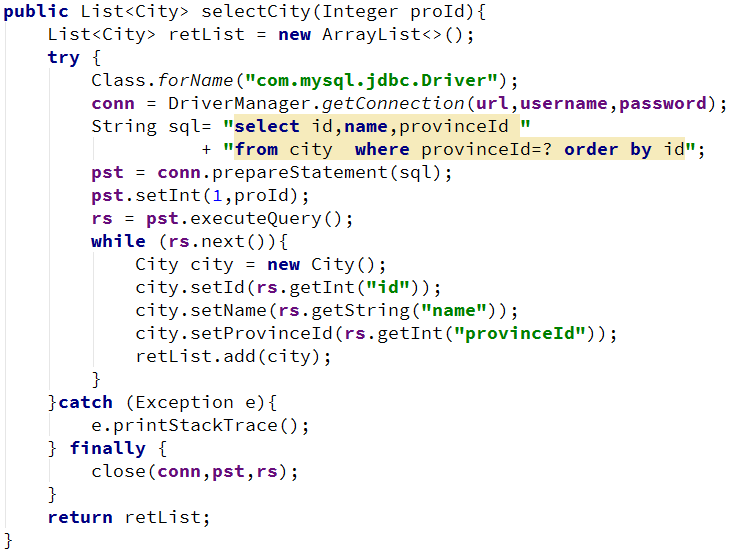 public List<City> selectCity(Integer proId){
    List<City> retList = new ArrayList<>();
    try {
        Class.forName("com.mysql.jdbc.Driver");
        conn = DriverManager.getConnection(url,username,password);
        String sql= "select id,name,provinceId "
                  + "from city  where provinceId=? order by id";
        pst = conn.prepareStatement(sql);
        pst.setInt(1,proId);
        rs = pst.executeQuery();
        while (rs.next()){
            City city = new City();
            city.setId(rs.getInt("id"));
            city.setName(rs.getString("name"));
            city.setProvinceId(rs.getInt("provinceId"));
            retList.add(city);
        }
    }catch (Exception e){
        e.printStackTrace();
    } finally {
        close(conn,pst,rs);
    }
    return retList;
}